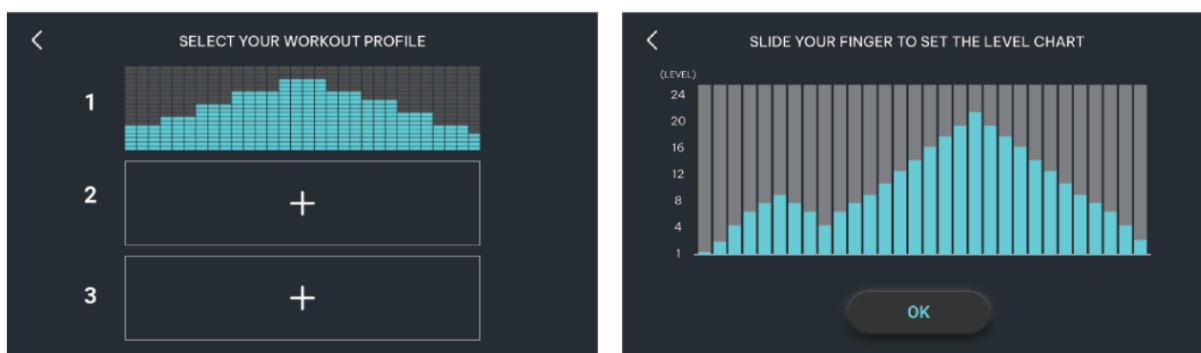 SELECT YOUR WORKOUT PROFILE
1
2
3
SLIDE YOUR FINGER TO SET THE LEVEL CHART
(LEVEL)
24
20
16
12
8
4
1
OK